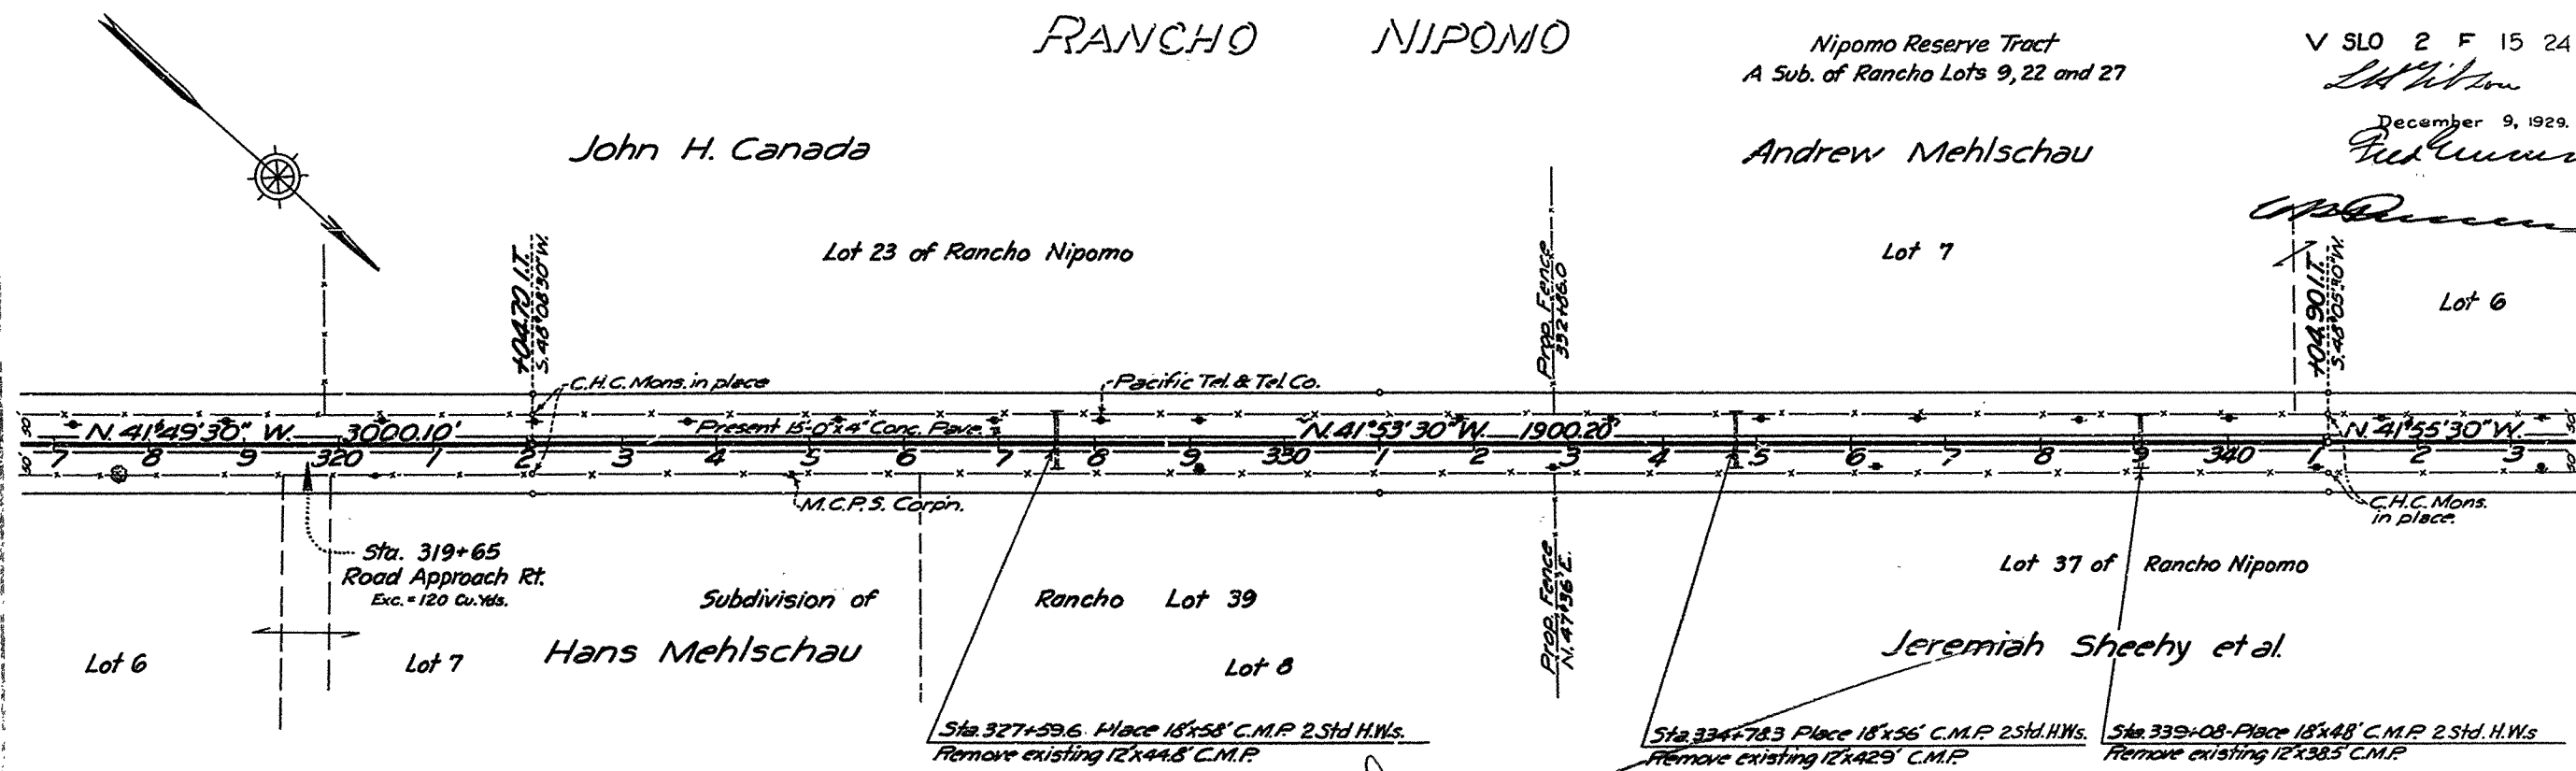 RANCHO NIPOMO
Nipomo Reserve Tract
A Sub. of Rancho Lots 9, 22 and 27
V SLO 2 F 15 24
December 9, 1929.
John H. Canada
Andrew Mehlschau
Lot 23 of Rancho Nipomo
Lot 7
Lot 6
+04.70 I.T.
S. 48°08'30" W.
Prop. Fence
332+86.0
+04.90 I.T.
C.H.C. Mons. in place
Pacific Tel. & Tel. Co.
50'
N. 41°49'30" W. 3000.10'
Present 15'-0"x4" Conc. Pave.
N. 41°53'30" W. 1900.20'
N. 41°55'30" W.
50'
50'
7 8 9 320 1 2 3 4 5 6 7 8 9 330 1 2 3 4 5 6 7 8 9 340 1 2 3
50'
M.C.P.S. Corp'n.
C.H.C. Mons.
in place.
Sta. 319+65
Road Approach Rt.
Exc. = 120 Cu. Yds.
Prop. Fence
N. 47°36' E.
Lot 37 of Rancho Nipomo
Subdivision of Rancho Lot 39
Lot 6
Lot 7
Hans Mehlschau
Lot 8
Jeremiah Sheehy et al.
Sta. 327+59.6 Place 18"x58' C.M.P. 2 Std H.Ws.
Remove existing 12"x44.8' C.M.P.
Sta. 334+78.3 Place 18"x56' C.M.P. 2 Std. H.Ws.
Remove existing 12"x42.9' C.M.P.
Sta. 339+08-Place 18"x48' C.M.P. 2 Std. H.Ws
Remove existing 12"x38.5' C.M.P.